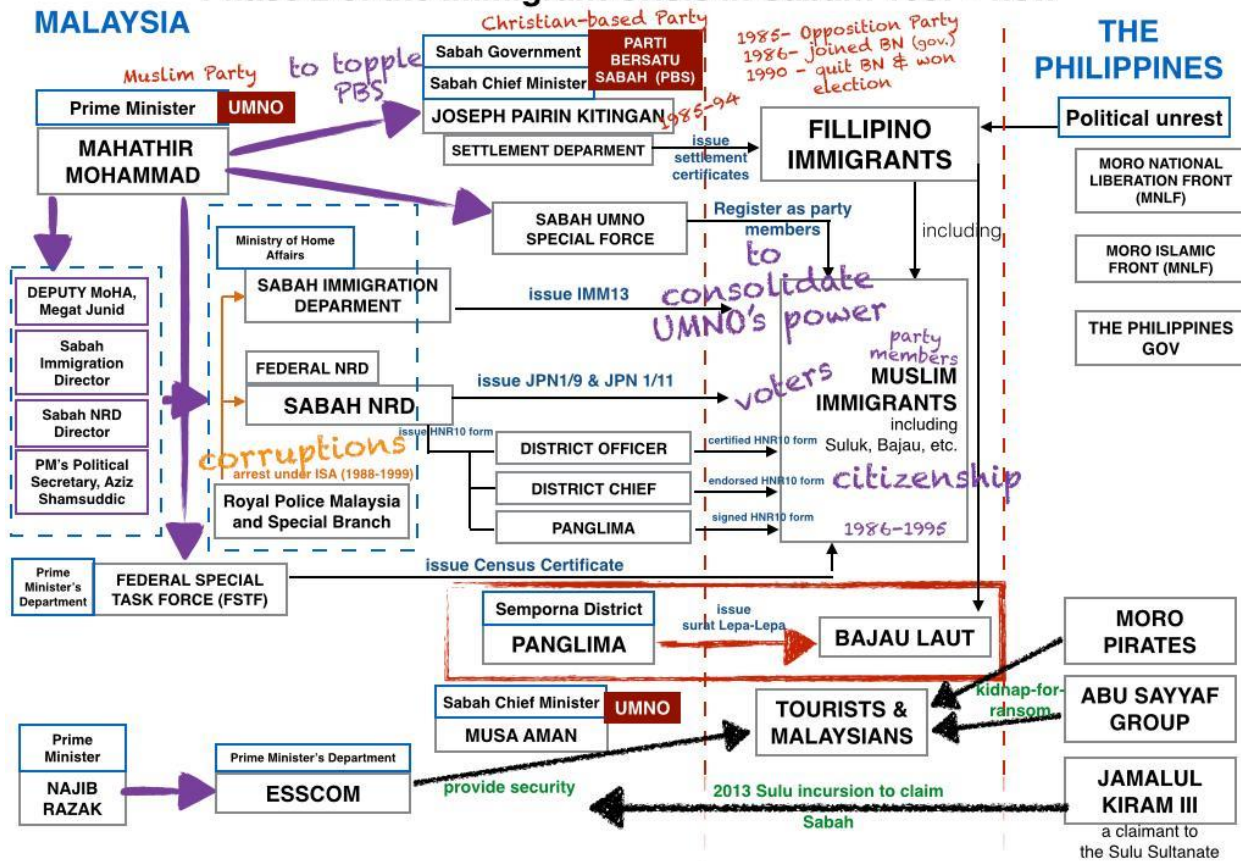 MALAYSIA
Christian-based Party
Muslim Party
to topple
PBS
Prime Minister
UMNO
MAHATHIR
MOHAMMAD
Sabah Government
Sabah Chief Minister
PARTI
BERSATU
SABAH (PBS)
JOSEPH PAIRIN KITINGAN
1985-94
SETTLEMENT DEPARMENT
issue
settlement
certificates
1985- Opposition Party
1986- joined BN (gov.)
1990 - quit BN & won
election
FILLIPINO
IMMIGRANTS
THE
PHILIPPINES
Political unrest
MORO NATIONAL
LIBERATION FRONT
(MNLF)
MORO ISLAMIC
FRONT (MNLF)
THE PHILIPPINES
GOV
SABAH UMNO
SPECIAL FORCE
Register as party
members
including
to
consolidate
UMNO's power
Ministry of Home
Affairs
SABAH IMMIGRATION
DEPARMENT
issue IMM13
DEPUTY MoHA,
Megat Junid
Sabah
Immigration
Director
Sabah NRD
Director
PM's Political
Secretary, Aziz
Shamsuddic
FEDERAL NRD
SABAH NRD
issue JPN1/9 & JPN 1/11
voters
party
members
MUSLIM
IMMIGRANTS
including
Suluk, Bajau, etc.
citizenship
1986-1995
issue HNR10 form
corruptions
arrest under ISA (1988-1999)
Royal Police Malaysia
and Special Branch
DISTRICT OFFICER
certified HNR10 form
DISTRICT CHIEF
endorsed HNR10 form
PANGLIMA
signed HNR10 form
Prime
Minister's
Department
FEDERAL SPECIAL
TASK FORCE (FSTF)
issue Census Certificate
Semporna District
PANGLIMA
issue
surat Lepa-Lepa
BAJAU LAUT
MORO
PIRATES
kidnap-for-
ransom
ABU SAYYAF
GROUP
Sabah Chief Minister
UMNO
MUSA AMAN
TOURISTS &
MALAYSIANS
Prime
Minister
NAJIB
RAZAK
Prime Minister's Department
ESSCOM
provide security
2013 Sulu incursion to claim
Sabah
JAMALUL
KIRAM III
a claimant to
the Sulu Sultanate